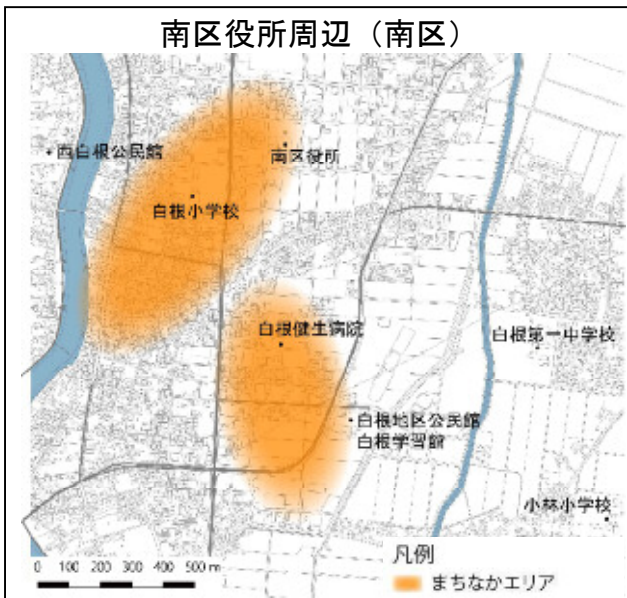 南区役所周辺（南区）
西白根公民館
南区役所
白根小学校
白根健生病院
白根第一中学校
白根地区公民館
白根学習館
小林小学校
凡例
まちなかエリア
0 100 200 300 400 500 m